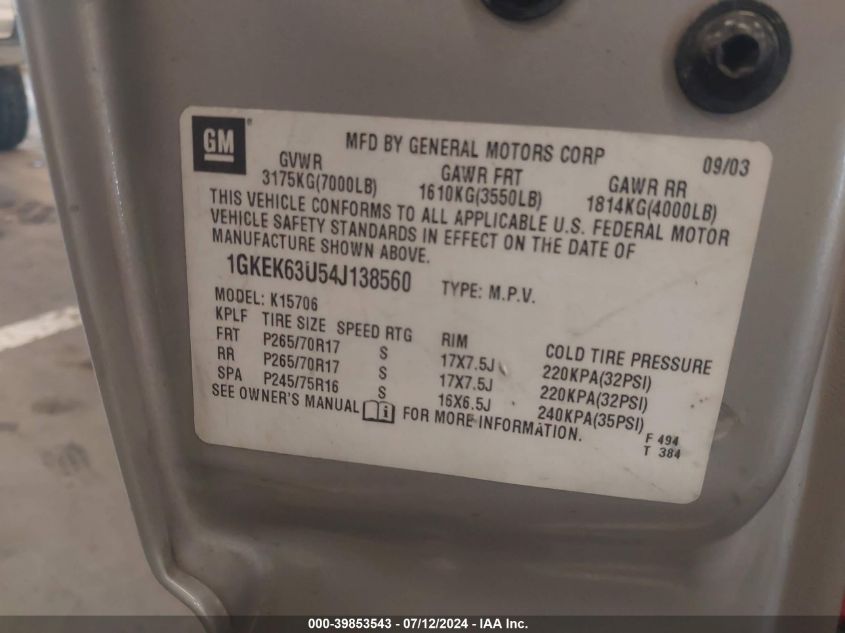 GM ® MFD BY GENERAL MOTORS CORP 09/03
GVWR GAWR FRT GAWR RR
3175KG(7000LB) 1610KG(3550LB) 1814KG(4000LB)
THIS VEHICLE CONFORMS TO ALL APPLICABLE U.S. FEDERAL MOTOR
VEHICLE SAFETY STANDARDS IN EFFECT ON THE DATE OF
MANUFACTURE SHOWN ABOVE.
1GKEK63U54J138560 TYPE: M.P.V.
MODEL: K15706
KPLF TIRE SIZE SPEED RTG RIM COLD TIRE PRESSURE
FRT P265/70R17 S 17X7.5J 220KPA(32PSI)
RR P265/70R17 S 17X7.5J 220KPA(32PSI)
SPA P245/75R16 S 16X6.5J 240KPA(35PSI)
SEE OWNER'S MANUAL i FOR MORE INFORMATION.
F 494
T 384
000-39853543 / 07/12/2024 - IAA Inc.